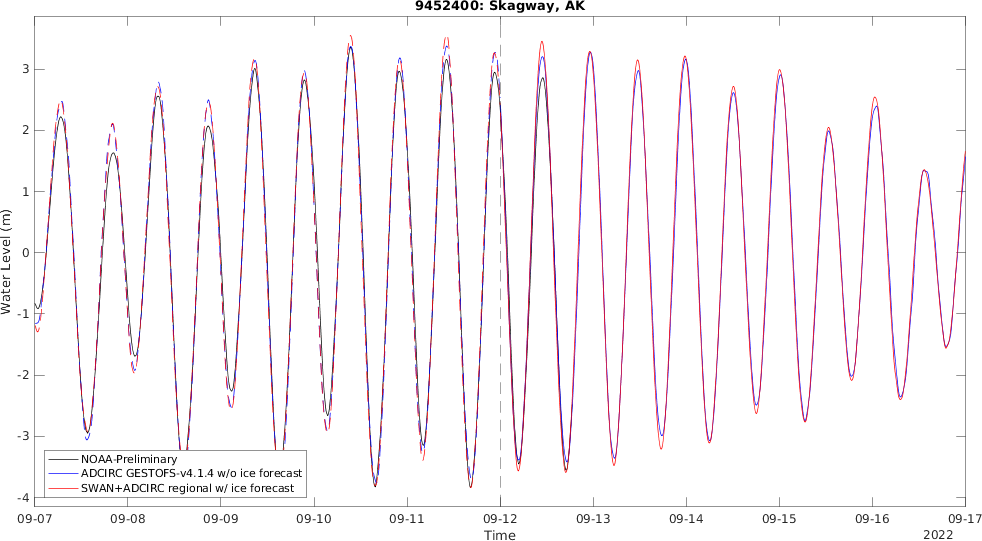 9452400: Skagway, AK
Water Level (m)
3
2
1
0
-1
-2
-3
-4
NOAA-Preliminary
ADCIRC GESTOFS-v4.1.4 w/o ice forecast
SWAN+ADCIRC regional w/ ice forecast
09-07 09-08 09-09 09-10 09-11 09-12 09-13 09-14 09-15 09-16 09-17
Time
2022